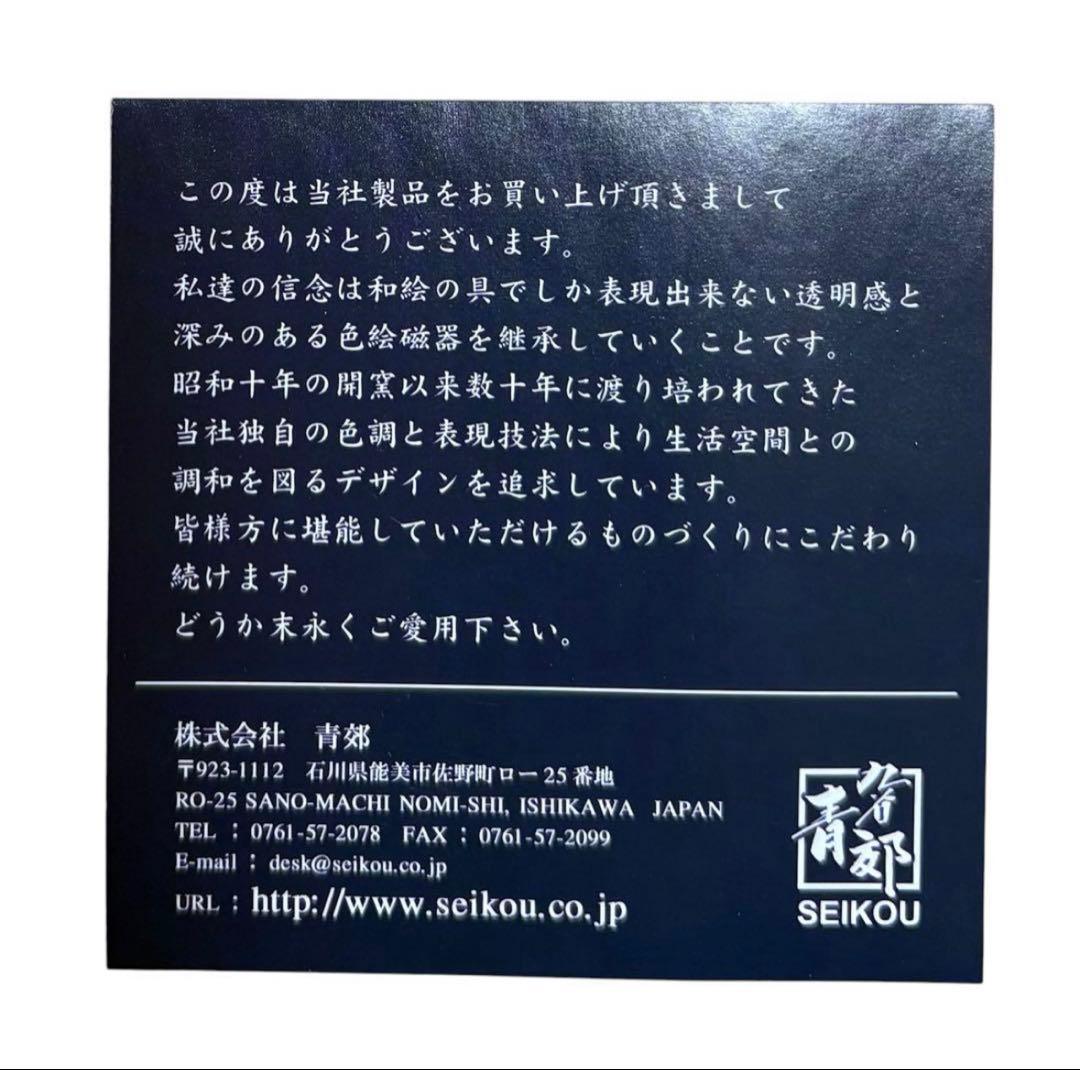 この度は当社製品をお買い上げ頂きまして
誠にありがとうございます。
私達の信念は和絵の具でしか表現出来ない透明感と
深みのある色絵磁器を継承していくことです。
昭和十年の開窯以来数十年に渡り培われてきた
当社独自の色調と表現技法により生活空間との
調和を図るデザインを追求しています。
皆様方に堪能していただけるものづくりにこだわり
続けます。
どうか末永くご愛用下さい。
株式会社 青郊
〒923-1112 石川県能美市佐野町ロー25番地
RO-25 SANO-MACHI NOMI-SHI, ISHIKAWA JAPAN
TEL : 0761-57-2078 FAX : 0761-57-2099
E-mail : desk@seikou.co.jp
URL : http://www.seikou.co.jp
九谷
青郊
SEIKOU